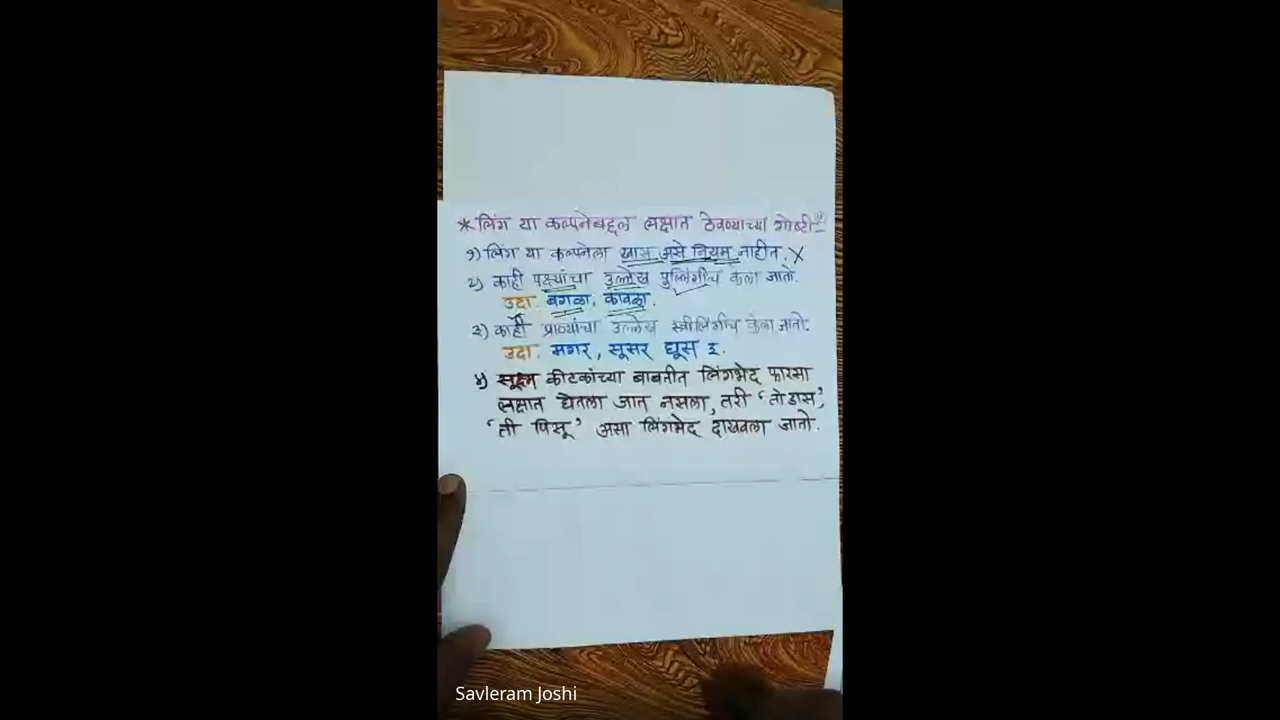 * लिंग या कल्पनेबद्दल लक्षात ठेवण्याच्या गोष्टी
१) लिंग या कल्पनेला खास असे नियम नाहीत. X
२) काही पक्ष्यांचा उल्लेख पुल्लिंगीच केला जातो.
उदा. बगळा, कावळा.
३) काही प्राण्यांचा उल्लेख स्त्रीलिंगीच केला जातो.
उदा. मगर, सूसर घूस इ.
४) सूक्ष्म कीटकांच्या बाबतीत लिंगभेद फारसा
लक्षात घेतला जात नसला, तरी 'तो डास',
'ती पिसू' असा लिंगभेद दाखवला जातो.
Savleram Joshi